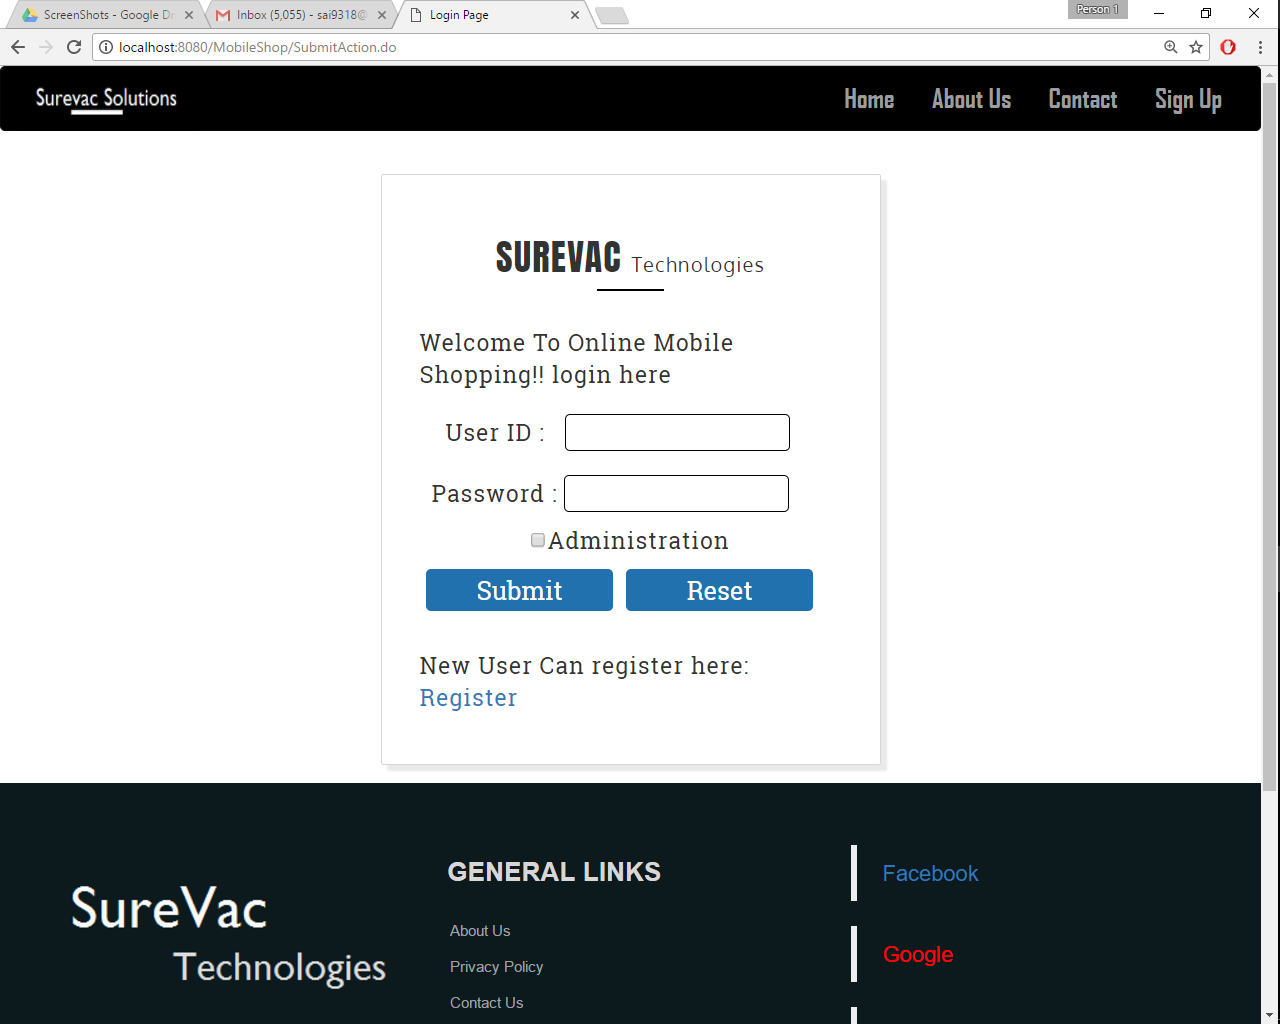 ScreenShots - Google Dr
Inbox (5,055) - sai9318@
Login Page
Person 1
localhost:8080/MobileShop/SubmitAction.do
Surevac Solutions
Home
About Us
Contact
Sign Up
SUREVAC Technologies
Welcome To Online Mobile
Shopping!! login here
User ID :
Password :
Administration
Submit
Reset
New User Can register here:
Register
SureVac
Technologies
GENERAL LINKS
About Us
Privacy Policy
Contact Us
Facebook
Google